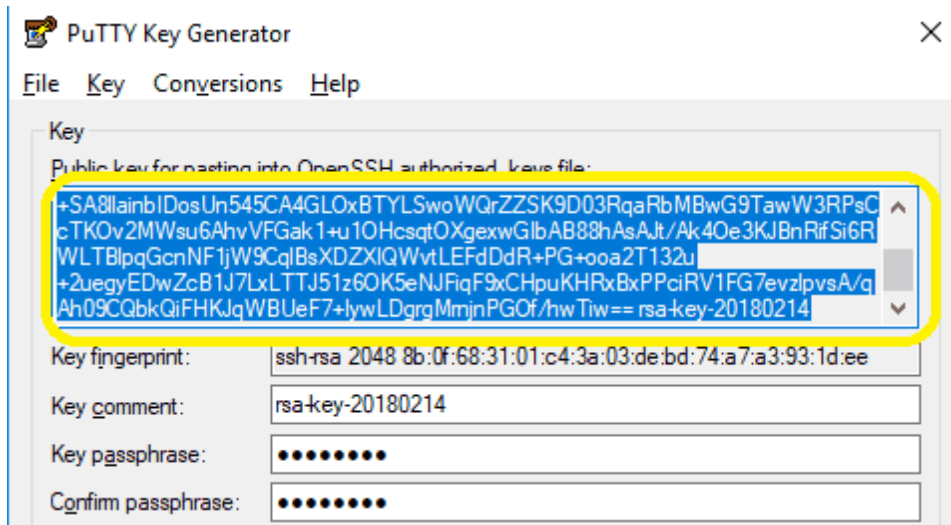 PuTTY Key Generator
File Key Conversions Help
Key
Public key for pasting into OpenSSH authorized_keys file:
+SA8llainbIDosUn545CA4GLOxBTYLSwoWQrZZSK9D03RqaRbMBwG9TawW3RPsC
cTKOv2MWsu6AhvVFGak1+u1OHcsqtOXgexwGIbAB88hAsAJt/Ak4Oe3KJBnRifSi6R
WLTBlpqGcnNF1jW9CqlBsXDZXlQWvtLEFdDdR+PG+ooa2T132u
+2uegyEDwZcB1J7LxLTTJ51z6OK5eNJFiqF9xCHpuKHRxBxPPciRV1FG7evzlpvsA/q
Ah09CQbkQiFHKJqWBUeF7+lywLDgrgMmjnPGOf/hwTiw== rsa-key-20180214
Key fingerprint: ssh-rsa 2048 8b:0f:68:31:01:c4:3a:03:de:bd:74:a7:a3:93:1d:ee
Key comment: rsa-key-20180214
Key passphrase: ●●●●●●●●
Confirm passphrase: ●●●●●●●●